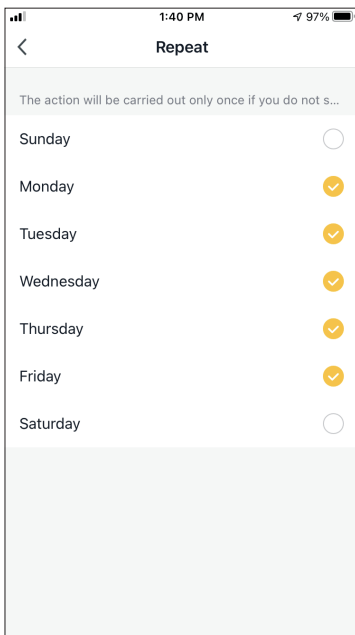 1:40 PM 97%
Repeat
The action will be carried out only once if you do not s...
Sunday
Monday
Tuesday
Wednesday
Thursday
Friday
Saturday